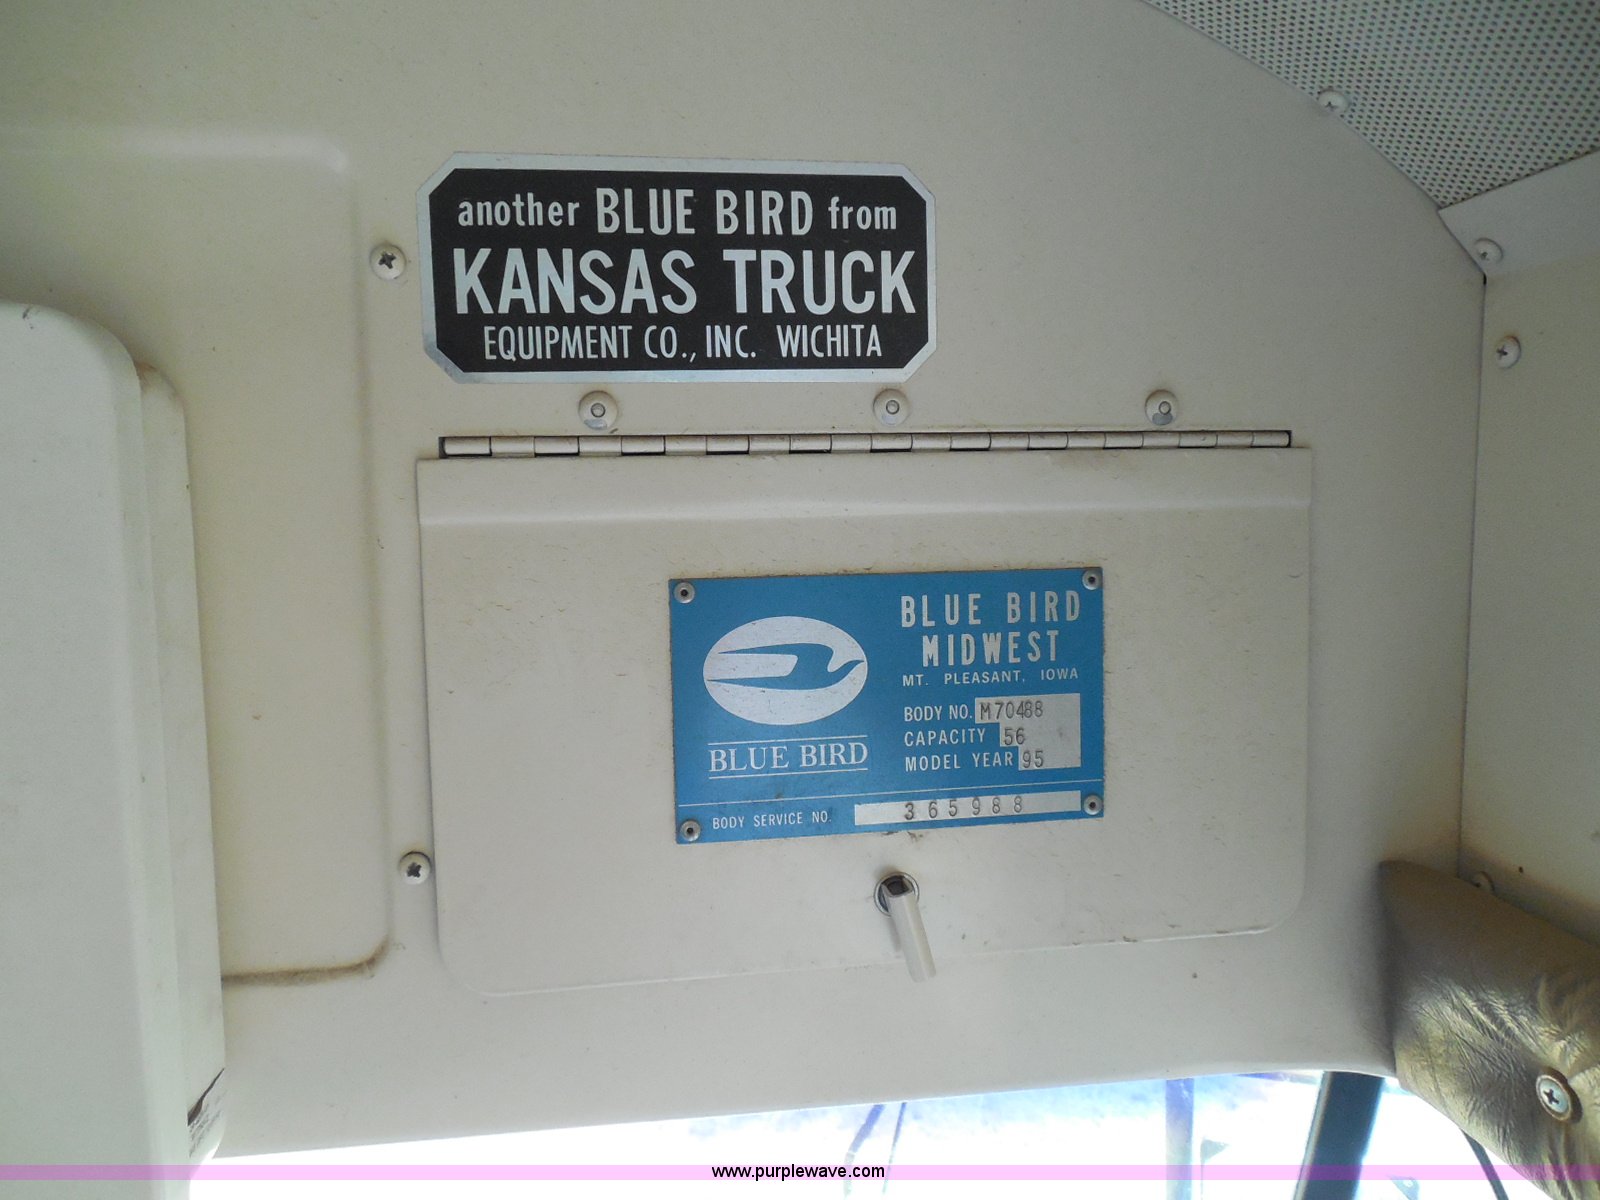 another BLUE BIRD from
KANSAS TRUCK
EQUIPMENT CO., INC. WICHITA
BLUE BIRD
MIDWEST
MT. PLEASANT, IOWA
BODY NO. M70488
CAPACITY 56
MODEL YEAR 95
BLUE BIRD
BODY SERVICE NO. 365988
www.purplewave.com